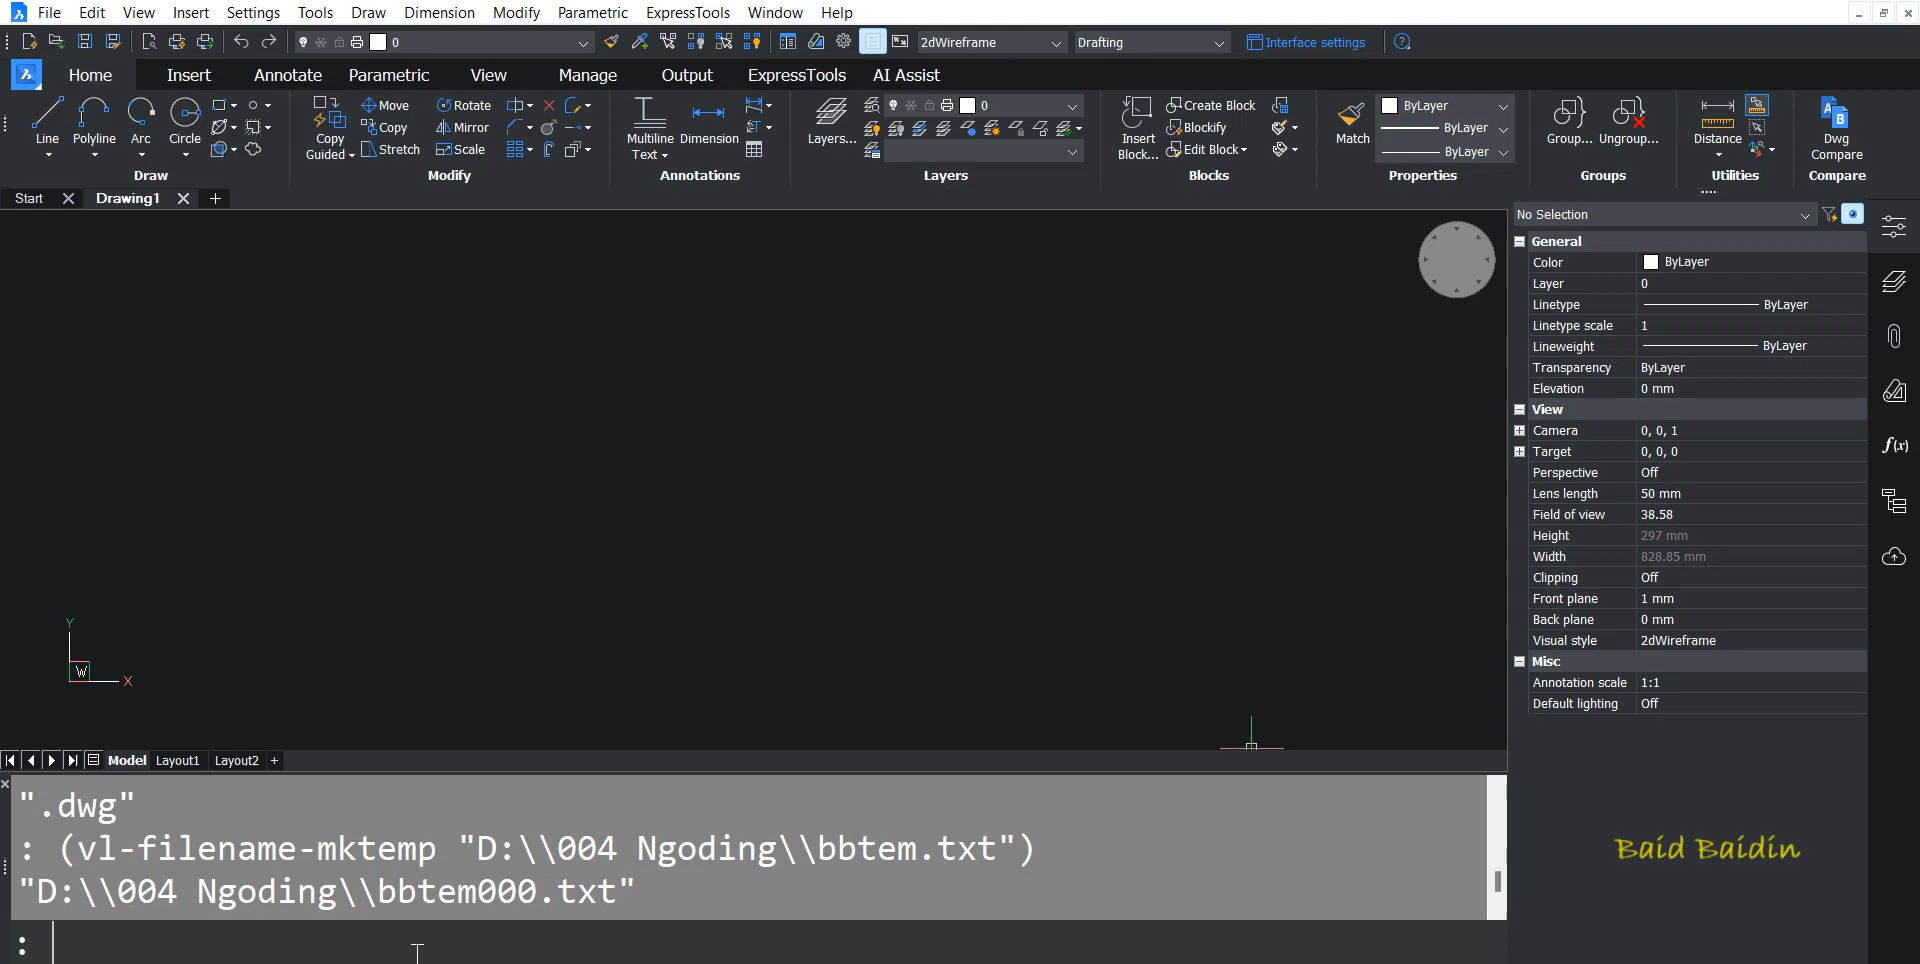 File Edit View Insert Settings Tools Draw Dimension Modify Parametric ExpressTools Window Help
0 2dWireframe Drafting Interface settings
Home Insert Annotate Parametric View Manage Output ExpressTools AI Assist
Line Polyline Arc Circle
Draw
Copy Guided
Move Rotate
Copy Mirror
Stretch Scale
Modify
Multiline Text Dimension
Annotations
Layers... 0
Layers
Insert Block...
Create Block
Blockify
Edit Block
Blocks
Match
ByLayer
ByLayer
ByLayer
Properties
Group... Ungroup...
Groups
Distance
Utilities
Dwg Compare
Compare
Start Drawing1 +
No Selection
General
Color ByLayer
Layer 0
Linetype ByLayer
Linetype scale 1
Lineweight ByLayer
Transparency ByLayer
Elevation 0 mm
View
Camera 0, 0, 1
Target 0, 0, 0
Perspective Off
Lens length 50 mm
Field of view 38.58
Height 297 mm
Width 828.85 mm
Clipping Off
Front plane 1 mm
Back plane 0 mm
Visual style 2dWireframe
Misc
Annotation scale 1:1
Default lighting Off
f(x)
Y
W
X
Model Layout1 Layout2 +
".dwg"
: (vl-filename-mktemp "D:\\004 Ngoding\\bbtem.txt")
"D:\\004 Ngoding\\bbtem000.txt"
:
Baid Baidin